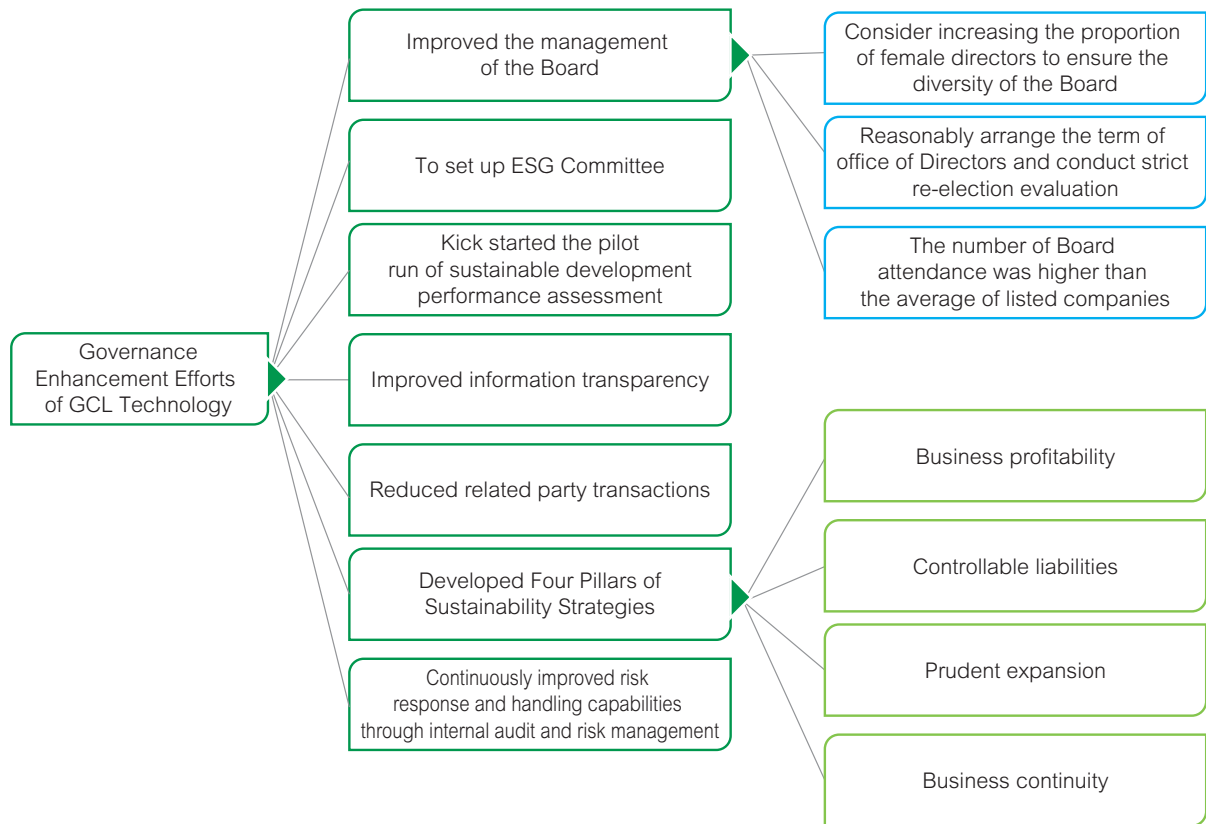 Governance
Enhancement Efforts
of GCL Technology
Improved the management
of the Board
To set up ESG Committee
Kick started the pilot
run of sustainable development
performance assessment
Improved information transparency
Reduced related party transactions
Developed Four Pillars of
Sustainability Strategies
Continuously improved risk
response and handling capabilities
through internal audit and risk management
Consider increasing the proportion
of female directors to ensure the
diversity of the Board
Reasonably arrange the term of
office of Directors and conduct strict
re-election evaluation
The number of Board
attendance was higher than
the average of listed companies
Business profitability
Controllable liabilities
Prudent expansion
Business continuity